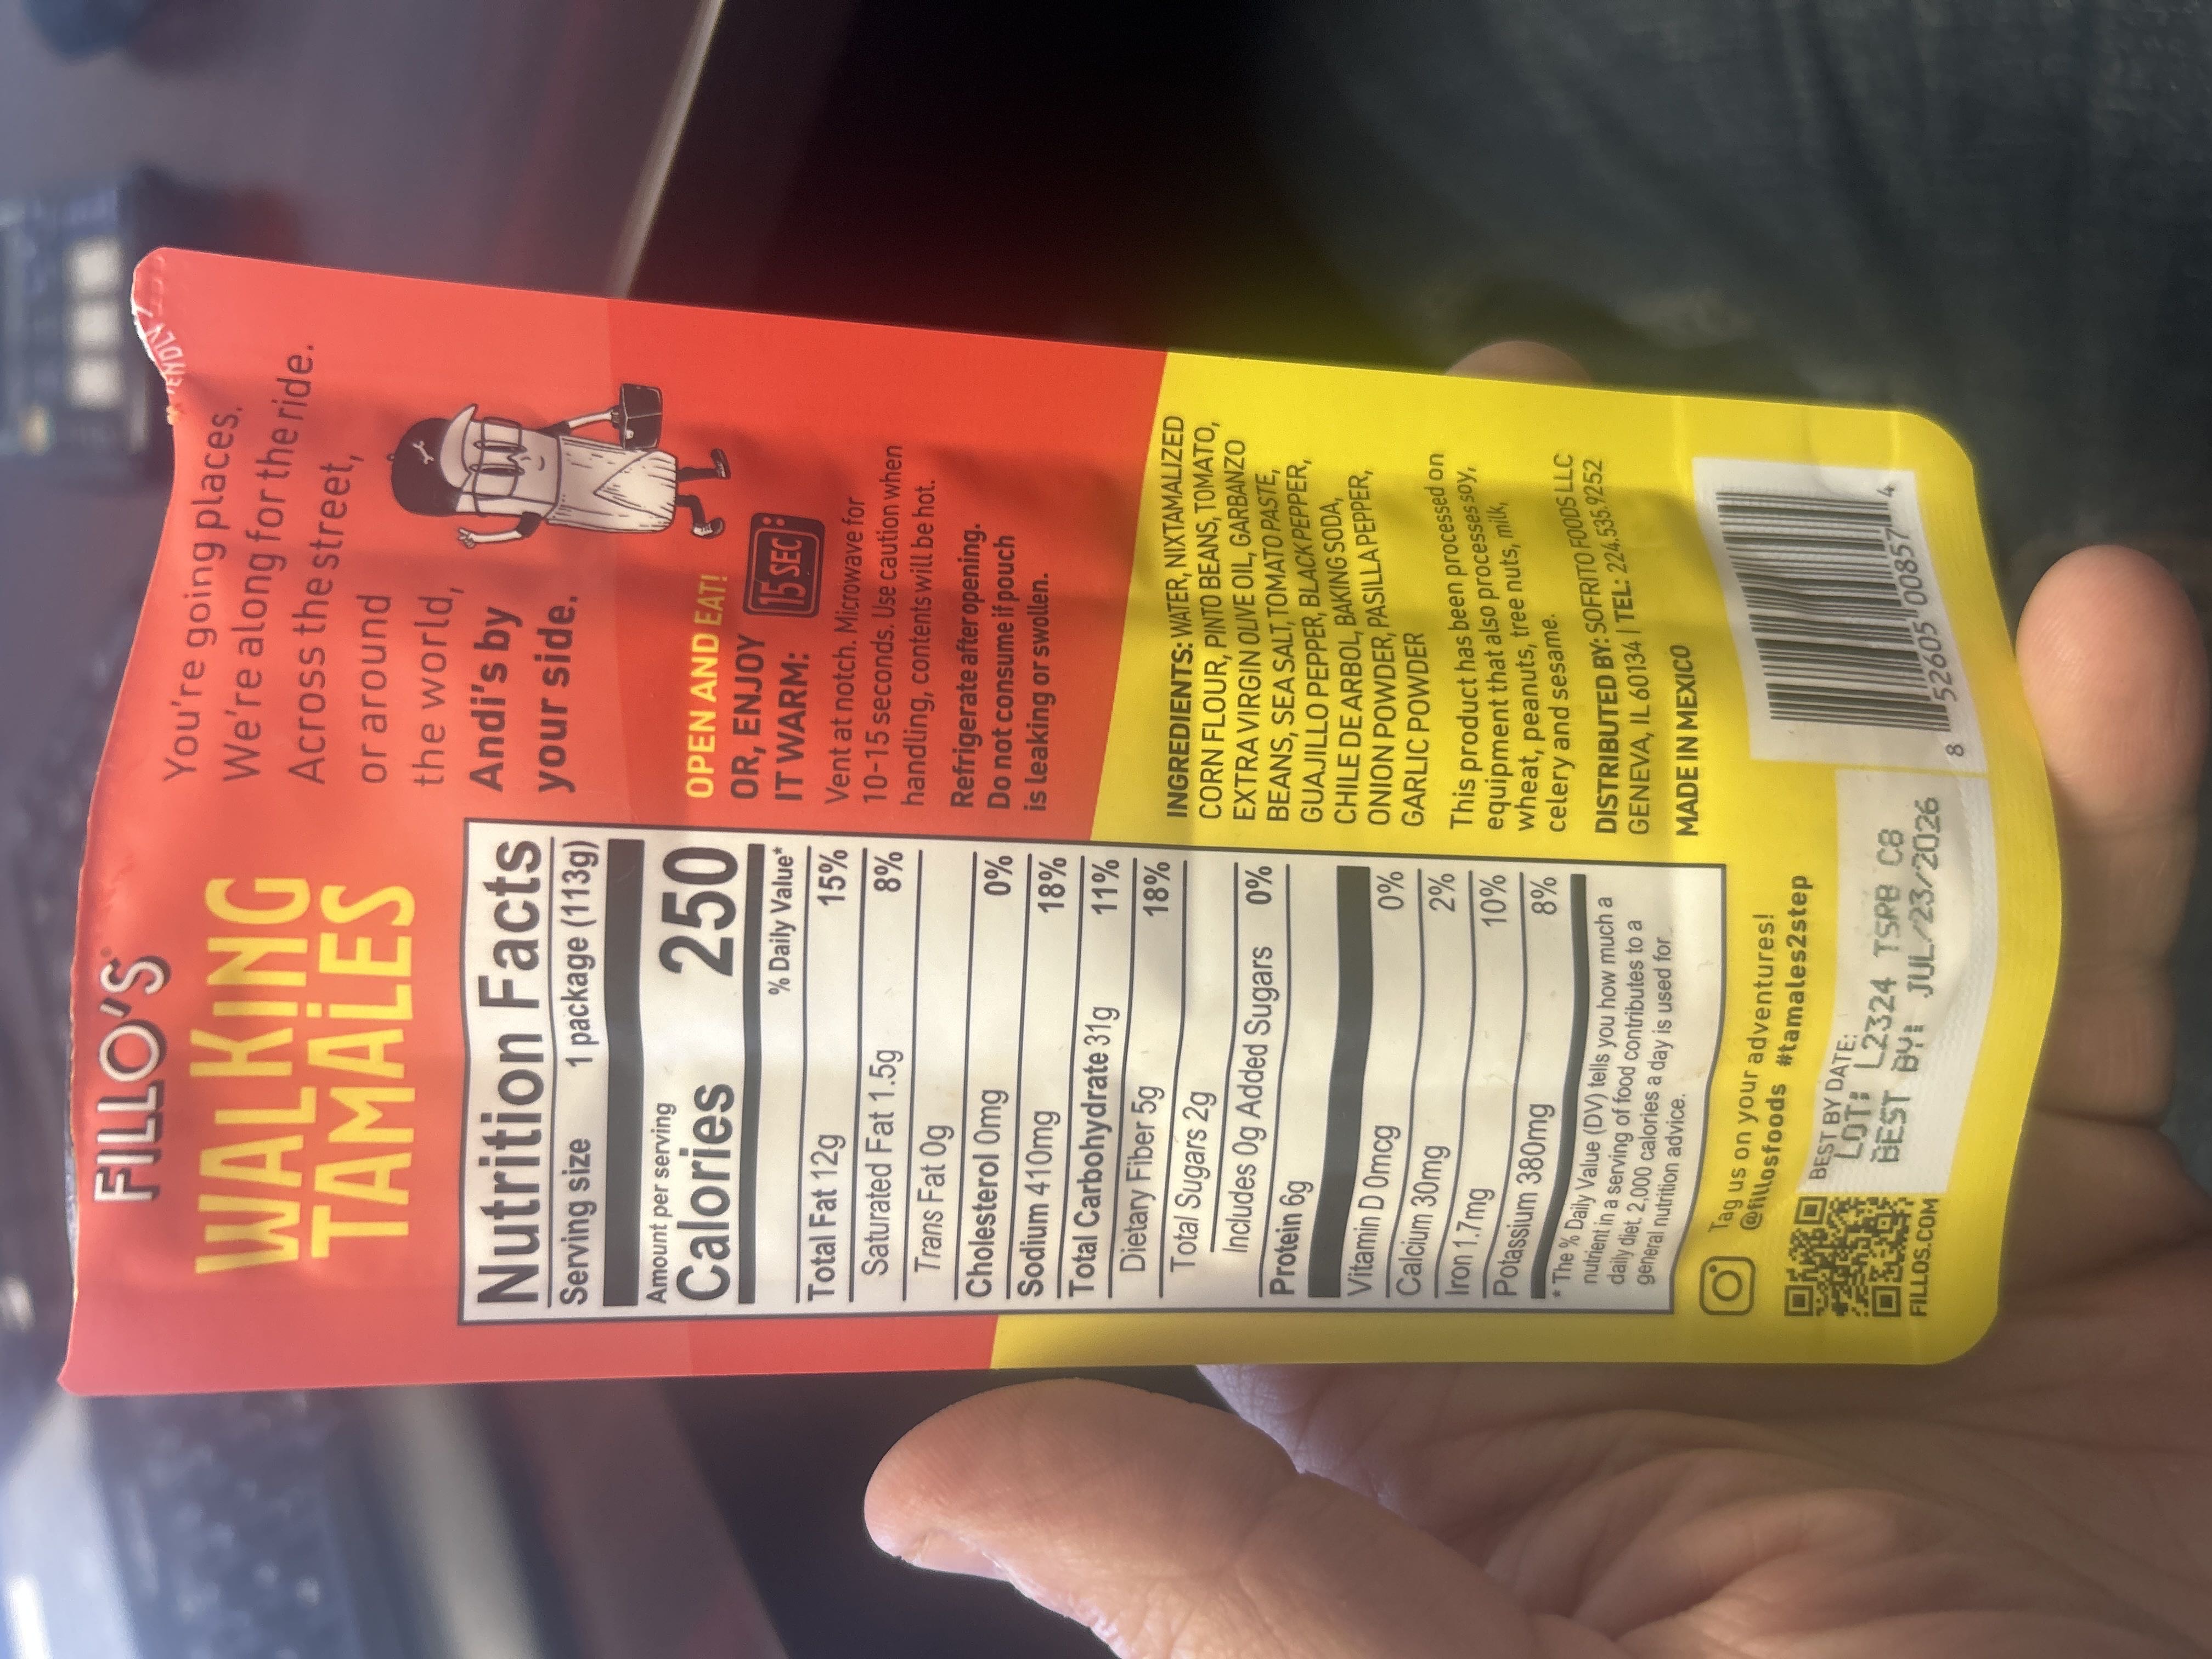 FILLO'S
WALKING
TAMALES
You're going places.
We're along for the ride.
Across the street,
or around
the world,
Andi's by
your side.
Nutrition Facts
Serving size 1 package (113g)
Amount per serving
Calories 250
% Daily Value*
Total Fat 12g 15%
Saturated Fat 1.5g 8%
Trans Fat 0g
Cholesterol 0mg 0%
Sodium 410mg 18%
Total Carbohydrate 31g 11%
Dietary Fiber 5g 18%
Total Sugars 2g
Includes 0g Added Sugars 0%
Protein 6g
Vitamin D 0mcg 0%
Calcium 30mg 2%
Iron 1.7mg 10%
Potassium 380mg 8%
* The % Daily Value (DV) tells you how much a
nutrient in a serving of food contributes to a
daily diet. 2,000 calories a day is used for
general nutrition advice.
OPEN AND EAT!
OR, ENJOY
IT WARM:
15 SEC
Vent at notch. Microwave for
10-15 seconds. Use caution when
handling, contents will be hot.
Refrigerate after opening.
Do not consume if pouch
is leaking or swollen.
INGREDIENTS: WATER, NIXTAMALIZED
CORN FLOUR, PINTO BEANS, TOMATO,
EXTRA VIRGIN OLIVE OIL, GARBANZO
BEANS, SEA SALT, TOMATO PASTE,
GUAJILLO PEPPER, BLACK PEPPER,
CHILE DE ARBOL, BAKING SODA,
ONION POWDER, PASILLA PEPPER,
GARLIC POWDER
This product has been processed on
equipment that also processes soy,
wheat, peanuts, tree nuts, milk,
celery and sesame.
DISTRIBUTED BY: SOFRITO FOODS LLC
GENEVA, IL 60134 | TEL: 224.535.9252
MADE IN MEXICO
Tag us on your adventures!
@fillosfoods #tamales2step
FILLOS.COM
BEST BY DATE:
LOT: L2324 TSRB C8
BEST BY: JUL/23/2026
8 52605 00857 4